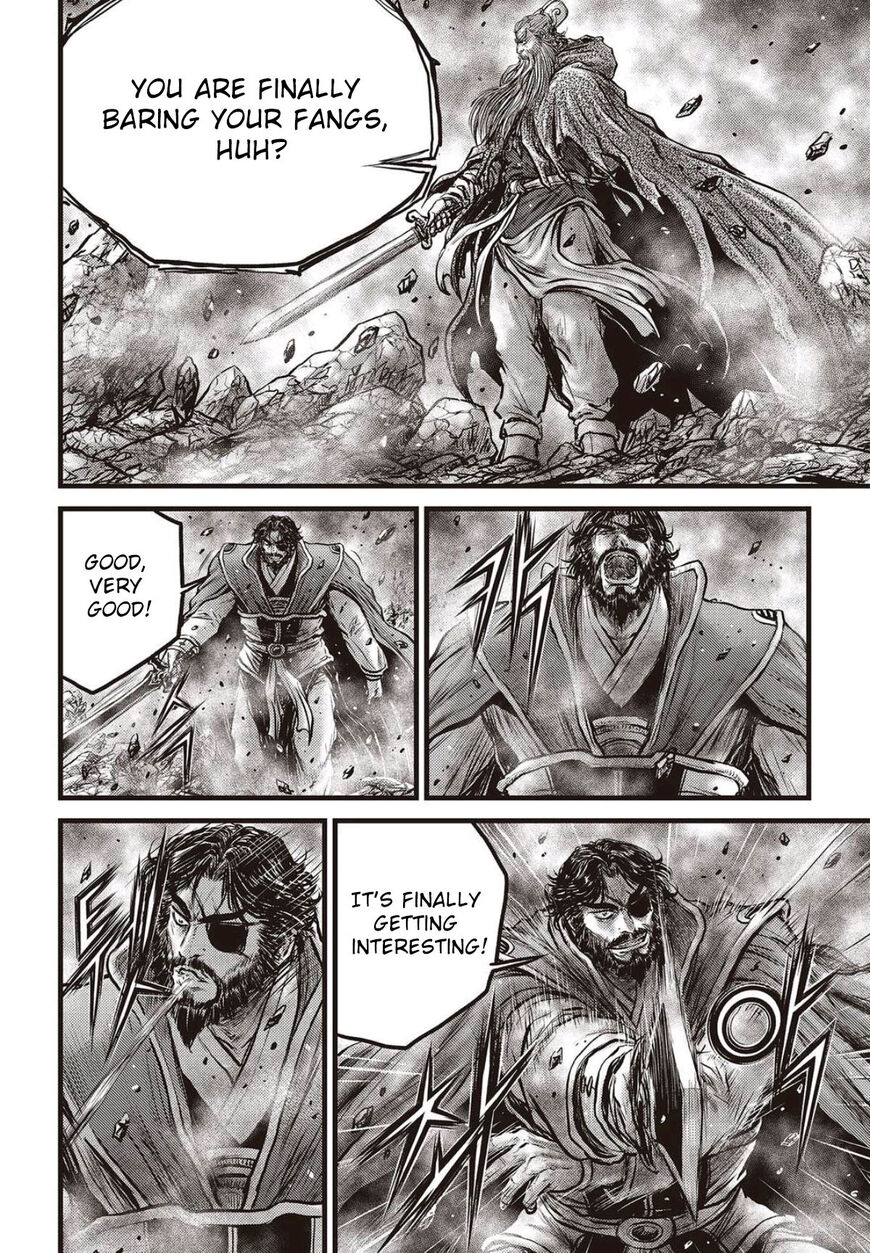 YOU ARE FINALLY
BARING YOUR FANGS,
HUH?
GOOD,
VERY
GOOD!
IT'S FINALLY
GETTING
INTERESTING!